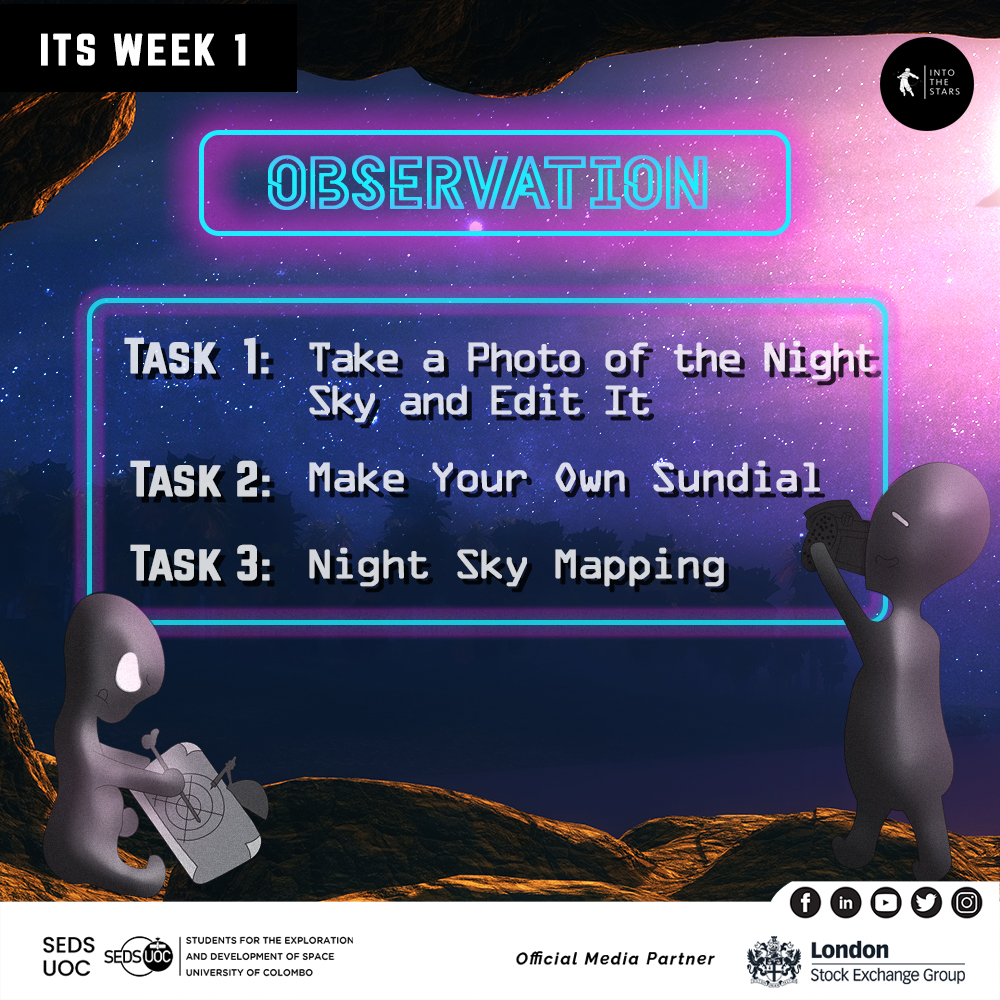 ITS WEEK 1
INTO
THE
STARS
OBSERVATION
TASK 1: Take a Photo of the Night
Sky and Edit It
TASK 2: Make Your Own Sundial
TASK 3: Night Sky Mapping
SEDS
UOC
SEDS UOC
STUDENTS FOR THE EXPLORATION
AND DEVELOPMENT OF SPACE
UNIVERSITY OF COLOMBO
Official Media Partner
London
Stock Exchange Group